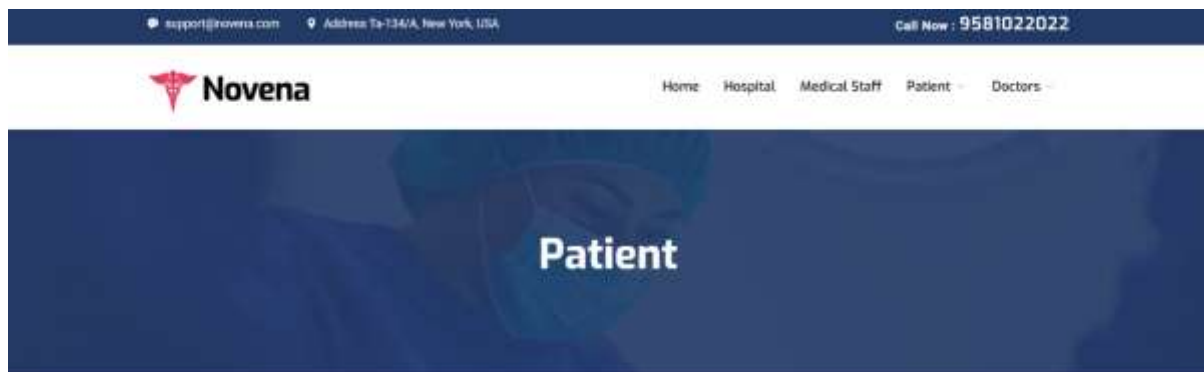 support@novena.com Address Ta-134/A, New York, USA Call Now : 9581022022
Novena Home Hospital Medical Staff Patient Doctors
Patient